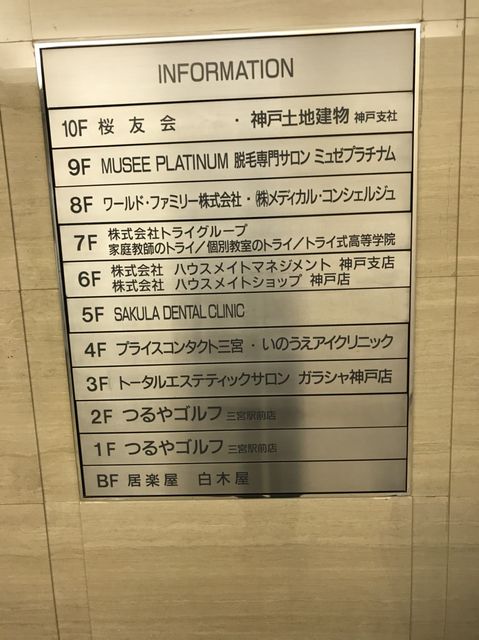 INFORMATION
10F 桜友会 ・神戸土地建物 神戸支社
9F MUSEE PLATINUM 脱毛専門サロン ミュゼプラチナム
8F ワールド・ファミリー株式会社・㈱メディカル・コンシェルジュ
7F 株式会社トライグループ
家庭教師のトライ/個別教室のトライ/トライ式高等学院
6F 株式会社 ハウスメイトマネジメント 神戸支店
株式会社 ハウスメイトショップ 神戸店
5F SAKULA DENTAL CLINIC
4F プライスコンタクト三宮・いのうえアイクリニック
3F トータルエステティックサロン ガラシャ神戸店
2F つるやゴルフ 三宮駅前店
1F つるやゴルフ 三宮駅前店
BF 居楽屋 白木屋